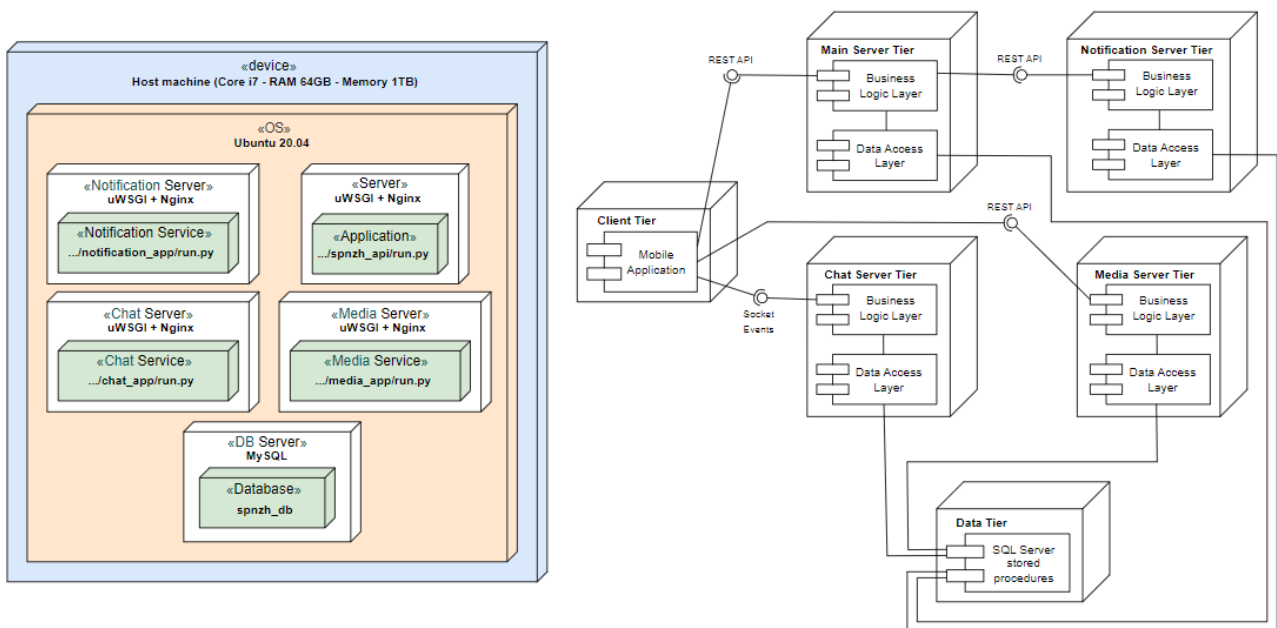 «device»
Host machine (Core i7 - RAM 64GB - Memory 1TB)
«OS»
Ubuntu 20.04
«Notification Server»
uWSGI + Nginx
«Notification Service»
.../notification_app/run.py
«Server»
uWSGI + Nginx
«Application»
.../spnzh_api/run.py
«Chat Server»
uWSGI + Nginx
«Chat Service»
.../chat_app/run.py
«Media Server»
uWSGI + Nginx
«Media Service»
.../media_app/run.py
«DB Server»
MySQL
«Database»
spnzh_db
Client Tier
Mobile
Application
REST API
Main Server Tier
Business
Logic Layer
Data Access
Layer
REST API
Notification Server Tier
Business
Logic Layer
Data Access
Layer
REST API
Socket
Events
Chat Server Tier
Business
Logic Layer
Data Access
Layer
Media Server Tier
Business
Logic Layer
Data Access
Layer
Data Tier
SQL Server
stored
procedures